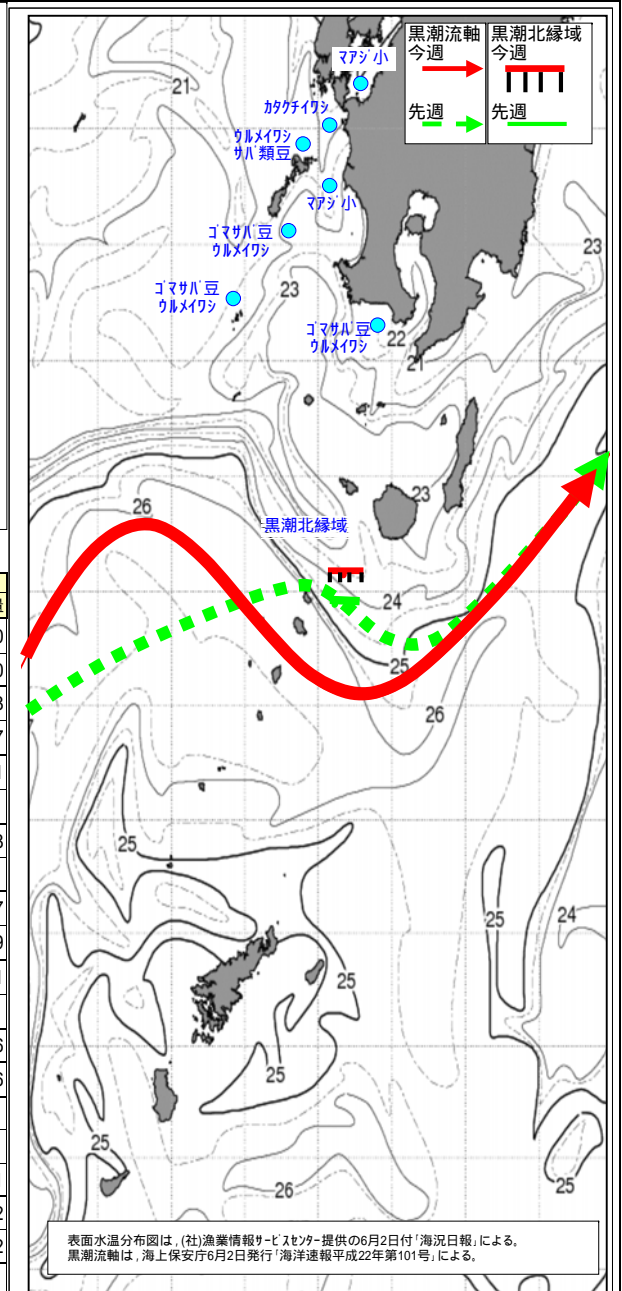 黒潮流軸
今週
先週
黒潮北縁域
今週
先週
マアジ小
カタクチイワシ
ウルメイワシ
サバ類豆
マアジ小
ゴマサバ豆
ウルメイワシ
ゴマサバ豆
ウルメイワシ
ゴマサバ豆
ウルメイワシ
21
23
23
22
21
23
26
黒潮北縁域
24
25
26
25
25
24
25
25
25
26
25
表面水温分布図は,(社)漁業情報サービスセンター提供の6月2日付「海況日報」による。
黒潮流軸は,海上保安庁6月2日発行「海洋速報平成22年第101号」による。